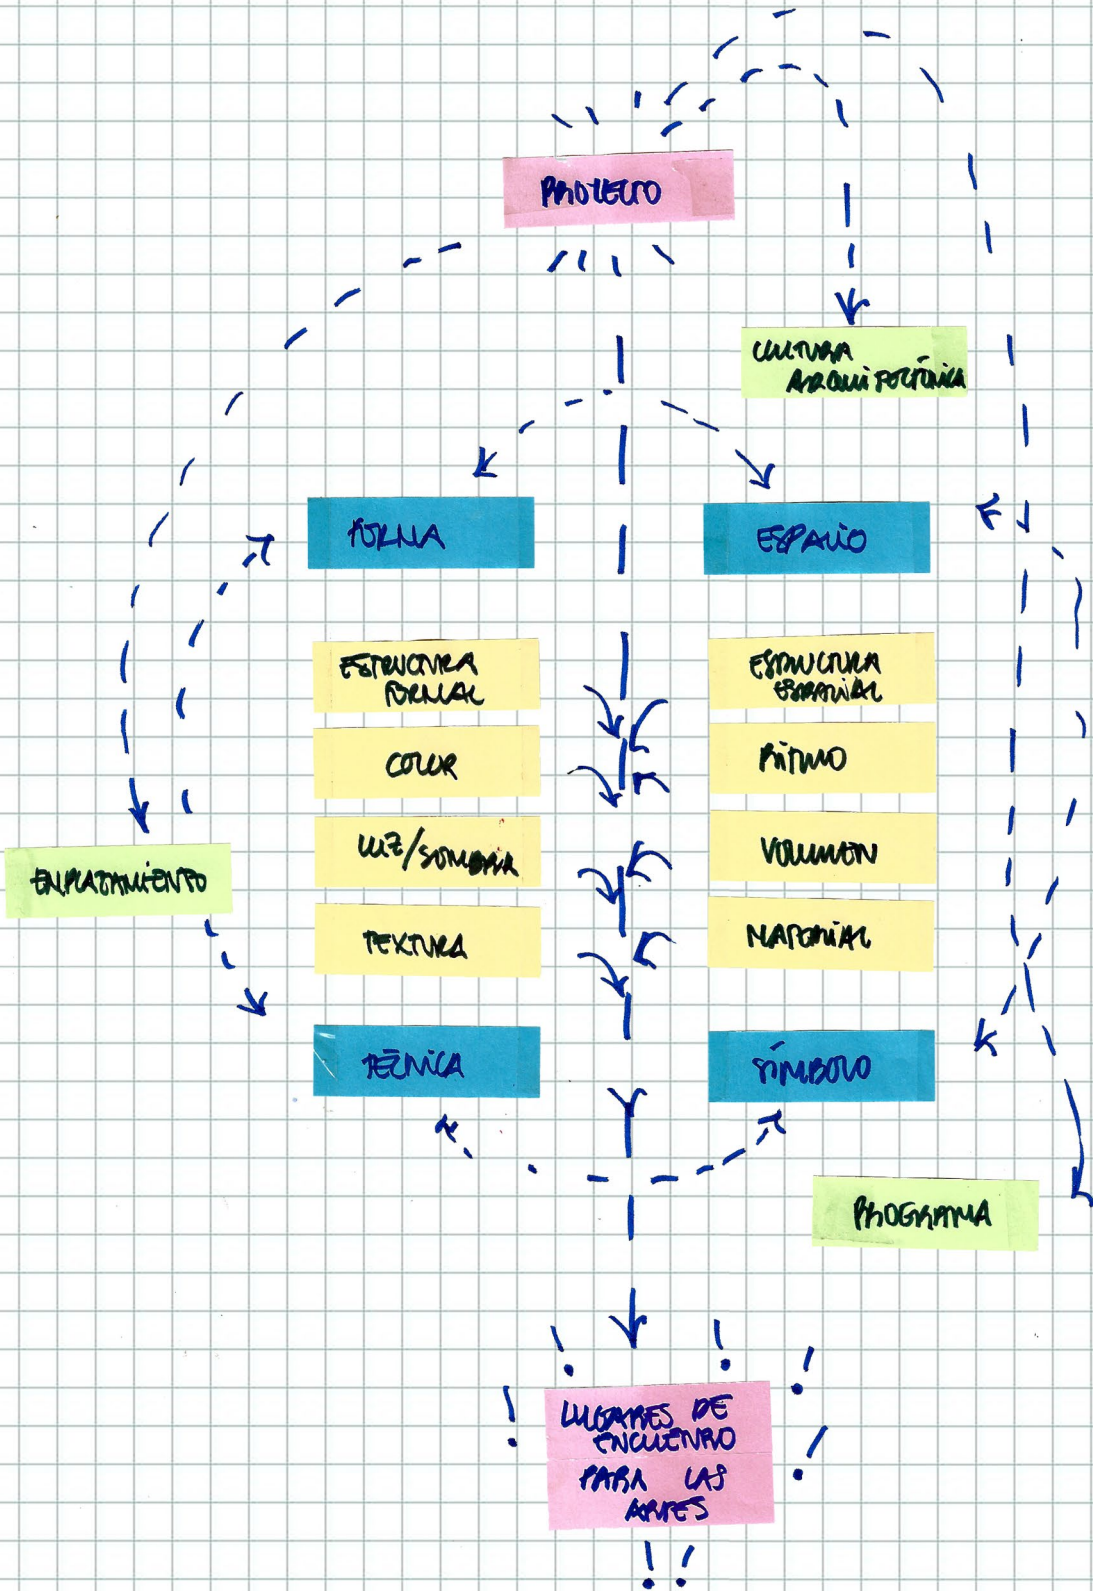 PROYECTO
CULTURA
ARQUITECTÓNICA
FORMA
ESPACIO
ESTRUCTURA
FORMAL
ESTRUCTURA
ESPACIAL
COLOR
RITMO
LUZ/SOMBRA
VOLUMEN
EMPLAZAMIENTO
TEXTURA
MATERIAL
TÉCNICA
SÍMBOLO
PROGRAMA
LUGARES DE
ENCUENTRO
PARA LAS
ARTES